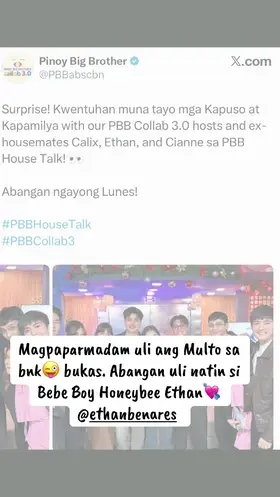 Pinoy Big Brother
X.com
@PBBabscbn
Surprise! Kwentuhan muna tayo mga Kapuso at
Kapamilya with our PBB Collab 3.0 hosts and ex-
housemates Calix, Ethan, and Cianne sa PBB
House Talk! 👀
Abangan ngayong Lunes!
#PBBHouseTalk
#PBBCollab3
Magpaparmadam uli ang Multo sa
bnk😜 bukas. Abangan uli natin si
Bebe Boy Honeybee Ethan💘
@ethanbenares